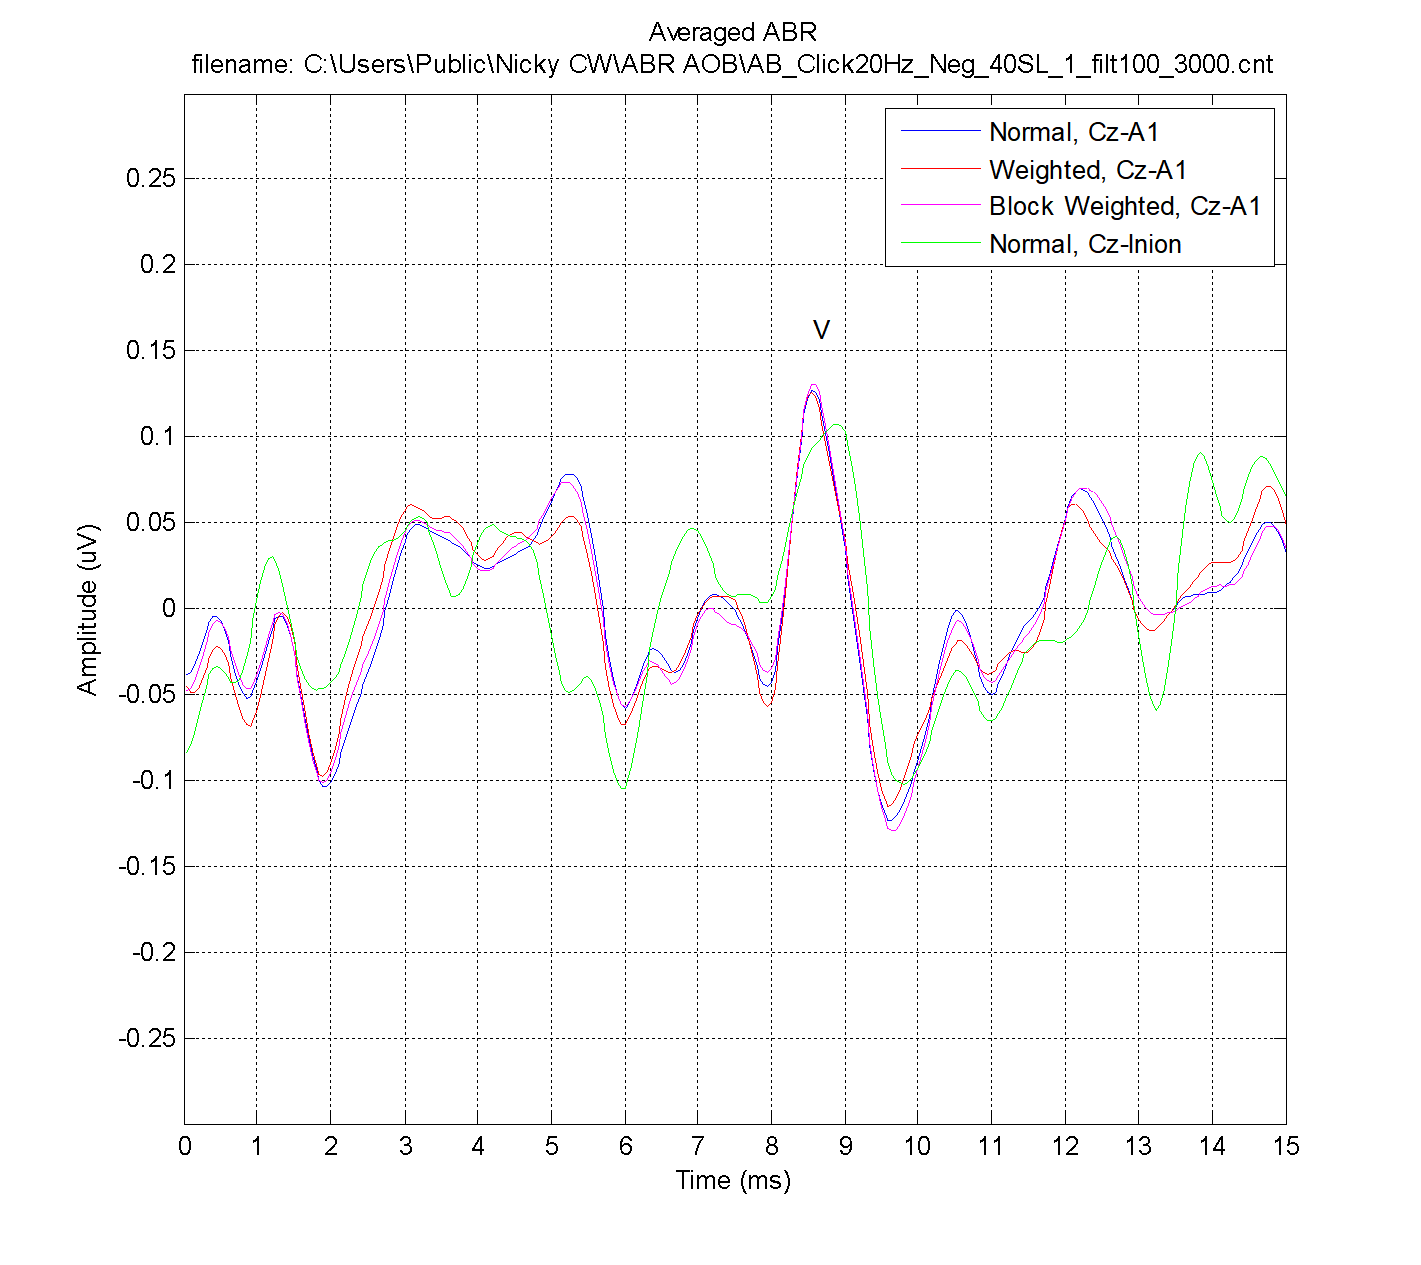 Averaged ABR
filename: C:\Users\Public\Nicky CW\ABR AOB\AB_Click20Hz_Neg_40SL_1_filt100_3000.cnt
Normal, Cz-A1
Weighted, Cz-A1
Block Weighted, Cz-A1
Normal, Cz-Inion
V
0.25
0.2
0.15
0.1
0.05
0
-0.05
-0.1
-0.15
-0.2
-0.25
Amplitude (uV)
0 1 2 3 4 5 6 7 8 9 10 11 12 13 14 15
Time (ms)